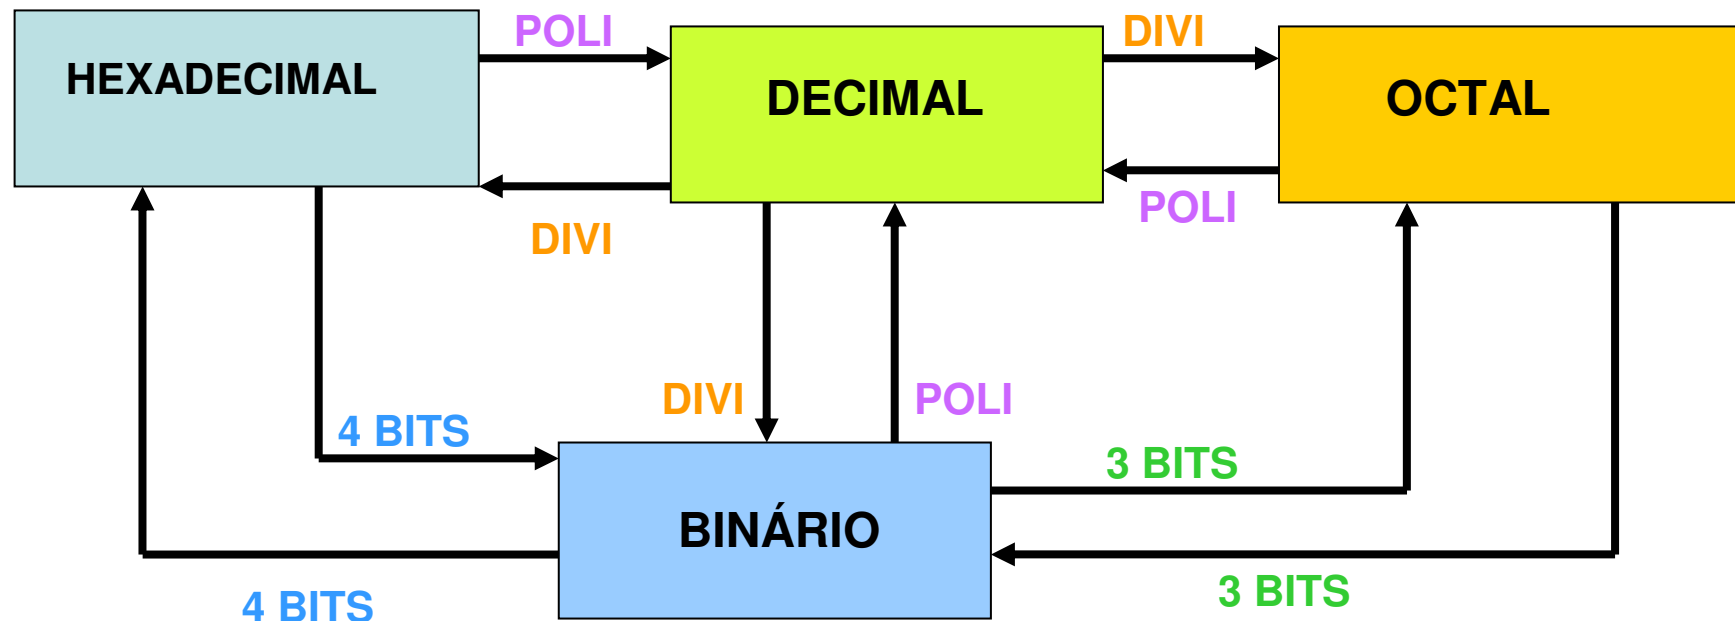 POLI
DIVI
HEXADECIMAL
DECIMAL
OCTAL
DIVI
POLI
4 BITS
DIVI
POLI
3 BITS
BINÁRIO
4 BITS
3 BITS